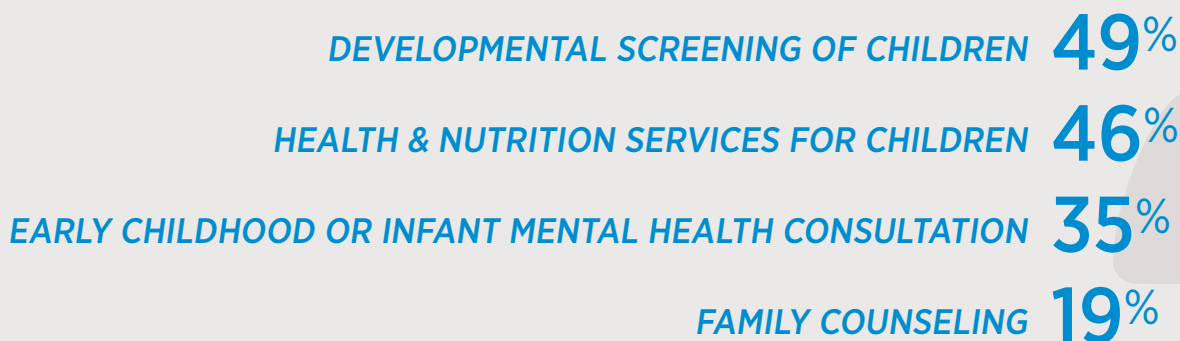 DEVELOPMENTAL SCREENING OF CHILDREN 49%
HEALTH & NUTRITION SERVICES FOR CHILDREN 46%
EARLY CHILDHOOD OR INFANT MENTAL HEALTH CONSULTATION 35%
FAMILY COUNSELING 19%